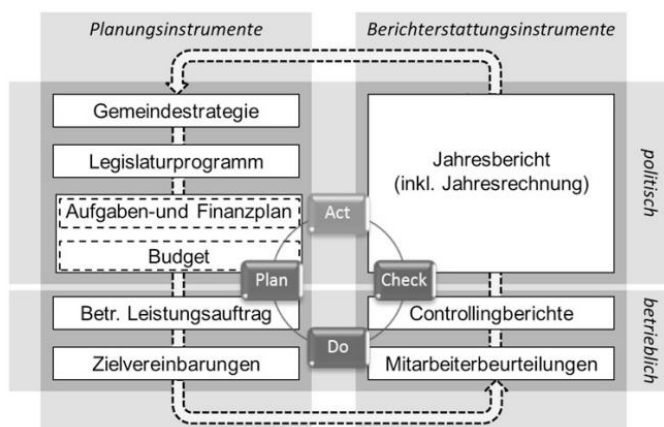 Planungsinstrumente
Berichterstattungsinstrumente
Gemeindestrategie
Legislaturprogramm
Aufgaben-und Finanzplan
Budget
Betr. Leistungsauftrag
Zielvereinbarungen
Jahresbericht
(inkl. Jahresrechnung)
Controllingberichte
Mitarbeiterbeurteilungen
Act
Plan
Check
Do
politisch
betrieblich